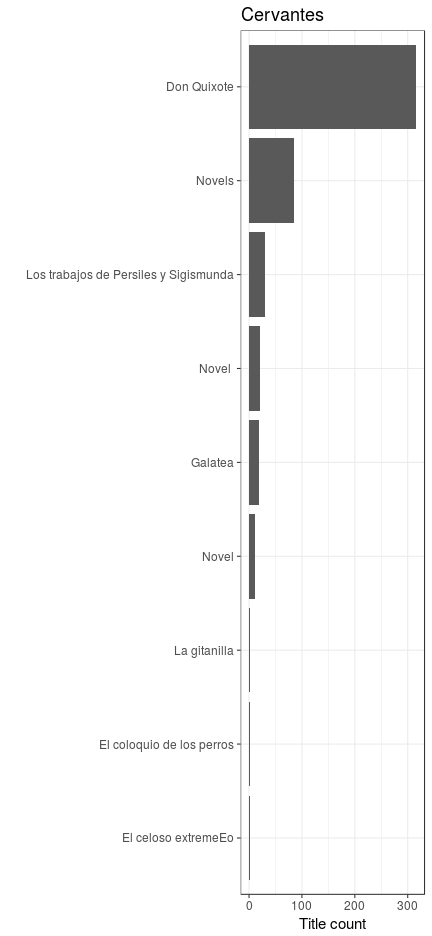 Cervantes
Don Quixote
Novels
Los trabajos de Persiles y Sigismunda
Novel
Galatea
Novel
La gitanilla
El coloquio de los perros
El celoso extremeEo
0 100 200 300
Title count